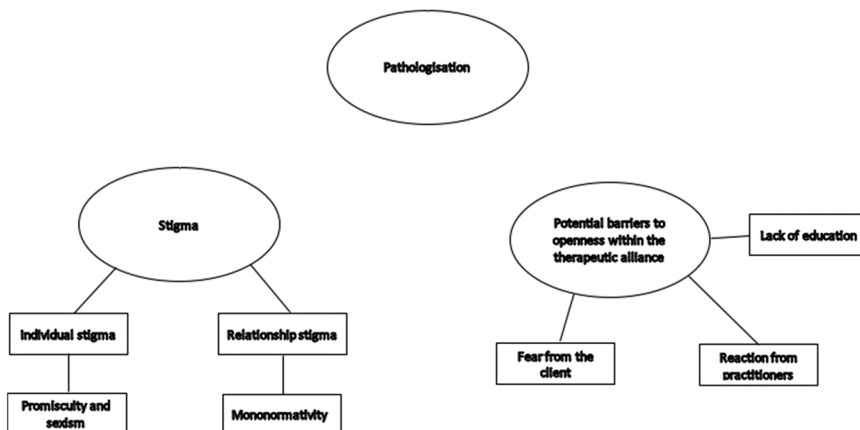 Pathologisation
Stigma
Potential barriers to
openness within the
therapeutic alliance
Lack of education
Individual stigma
Relationship stigma
Fear from the
client
Reaction from
practitioners
Promiscuity and
sexism
Mononormativity